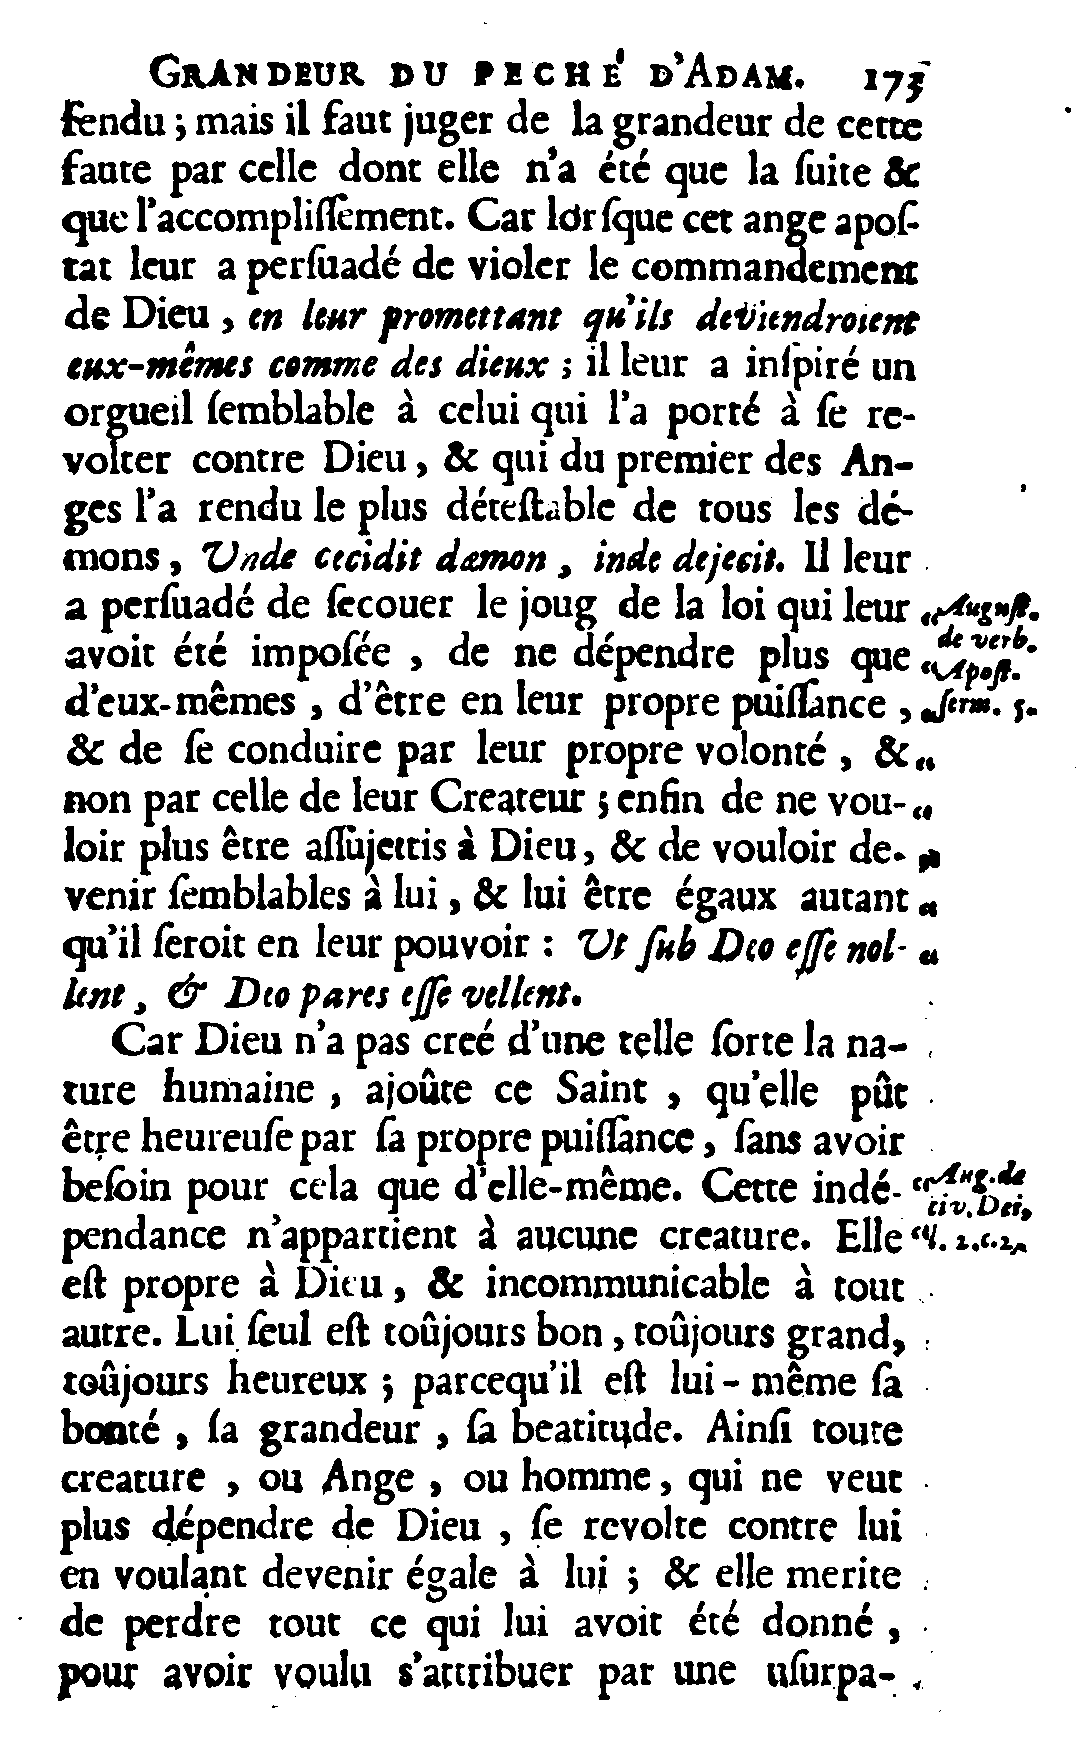 GRANDEUR DU PECHÉ D'ADAM. 175
fendu ; mais il faut juger de la grandeur de cette
faute par celle dont elle n'a été que la ſuite &
que l'accompliſſement. Car lorſque cet ange apoſ-
tat leur a perſuadé de violer le commandement
de Dieu , en leur promettant qu'ils deviendroient
eux-mêmes comme des dieux ; il leur a inſpiré un
orgueil ſemblable à celui qui l'a porté à ſe re-
volter contre Dieu , & qui du premier des An-
ges l'a rendu le plus déteſtable de tous les dé-
mons , Unde cecidit dæmon , inde dejecit. Il leur
a perſuadé de ſecouer le joug de la loi qui leur
avoit été impoſée , de ne dépendre plus que
d'eux-mêmes , d'être en leur propre puiſſance ,
& de ſe conduire par leur propre volonté , &
non par celle de leur Createur ; enfin de ne vou-
loir plus être aſſujettis à Dieu , & de vouloir de-
venir ſemblables à lui , & lui être égaux autant
qu'il ſeroit en leur pouvoir : Ut ſub Deo eſſe nol-
lent , & Deo pares eſſe vellent.
“ Auguſt.
de verb.
“ Apoſt.
“ ſerm. 5.
Car Dieu n'a pas creé d'une telle ſorte la na-
ture humaine , ajoûte ce Saint , qu'elle pût
être heureuſe par ſa propre puiſſance , ſans avoir
beſoin pour cela que d'elle-même. Cette indé-
pendance n'appartient à aucune creature. Elle
eſt propre à Dieu , & incommunicable à tout
autre. Lui ſeul eſt toûjours bon , toûjours grand,
toûjours heureux ; parcequ'il eſt lui-même ſa
bonté , ſa grandeur , ſa beatitude. Ainſi toute
creature , ou Ange , ou homme , qui ne veut
plus dépendre de Dieu , ſe revolte contre lui
en voulant devenir égale à lui ; & elle merite
de perdre tout ce qui lui avoit été donné ,
pour avoir voulu s'attribuer par une uſurpa-
“ Aug. de
civ. Dei,